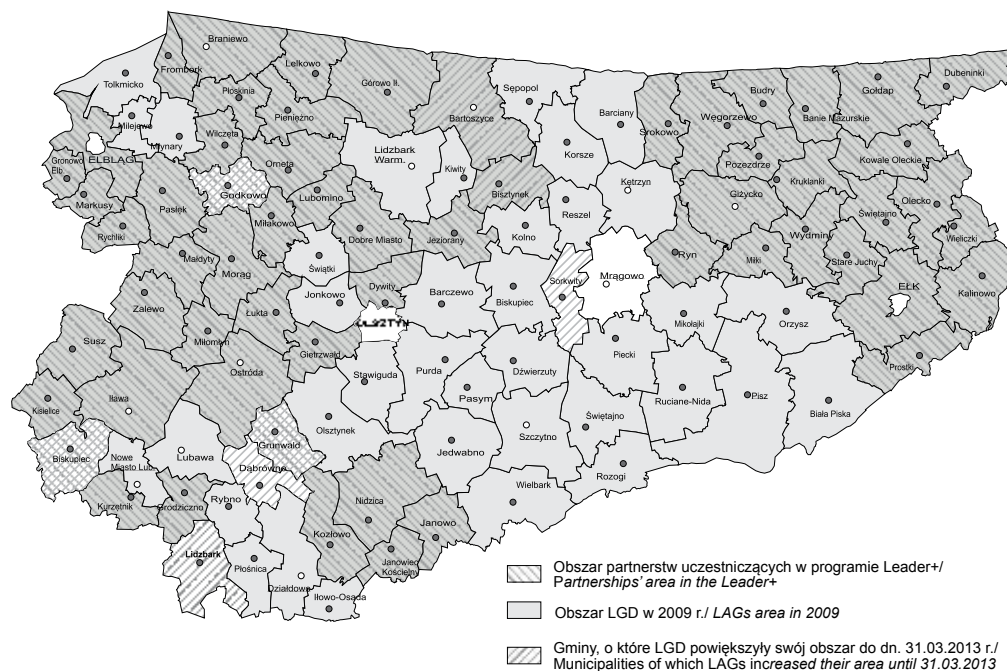 Braniewo
Frombork
Lelkowo
Tolkmicko
Płoskinia
Górowo Ił.
Pieniężno
Bartoszyce
Sępopol
Barciany
Srokowo
Węgorzewo
Budry
Banie Mazurskie
Gołdap
Dubeninki
Milejewo
Młynary
Wilczęta
ELBLĄG
Gronowo
Elb.
Markusy
Rychliki
Pasłęk
Godkowo
Orneta
Lubomino
Lidzbark
Warm.
Kiwity
Bisztynek
Korsze
Reszel
Kętrzyn
Pozezdrze
Giżycko
Kruklanki
Kowale Oleckie
Olecko
Świętajno
Wieliczki
Wydminy
Stare Juchy
Miłki
Ryn
EŁK
Kalinowo
Prostki
Miłakowo
Małdyty
Morąg
Dobre Miasto
Jeziorany
Kolno
Świątki
Jonkowo
Dywity
OLSZTYN
Barczewo
Biskupiec
Sorkwity
Mrągowo
Mikołajki
Orzysz
Zalewo
Susz
Łukta
Miłomłyn
Ostróda
Gietrzwałd
Stawiguda
Purda
Pasym
Dźwierzuty
Piecki
Ruciane-Nida
Pisz
Biała Piska
Kisielice
Iława
Biskupiec
Nowe
Miasto Lub.
Lubawa
Grunwald
Dąbrówno
Olsztynek
Jedwabno
Szczytno
Świętajno
Rozogi
Wielbark
Kurzętnik
Grodziczno
Rybno
Lidzbark
Płośnica
Działdowo
Iłowo-Osada
Kozłowo
Nidzica
Janowiec
Kościelny
Janowo
Obszar partnerstw uczestniczących w programie Leader+/
Partnerships' area in the Leader+
Obszar LGD w 2009 r./ LAGs area in 2009
Gminy, o które LGD powiększyły swój obszar do dn. 31.03.2013 r./
Municipalities of which LAGs increased their area until 31.03.2013